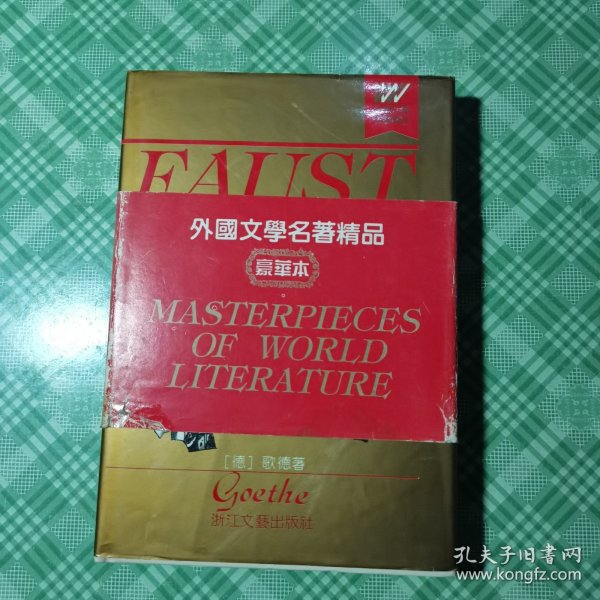 W
FAUST
外國文學名著精品
豪華本
MASTERPIECES
OF WORLD
LITERATURE
[德] 歌德著
Goethe
浙江文藝出版社
孔夫子旧書网
www.kongfz.com